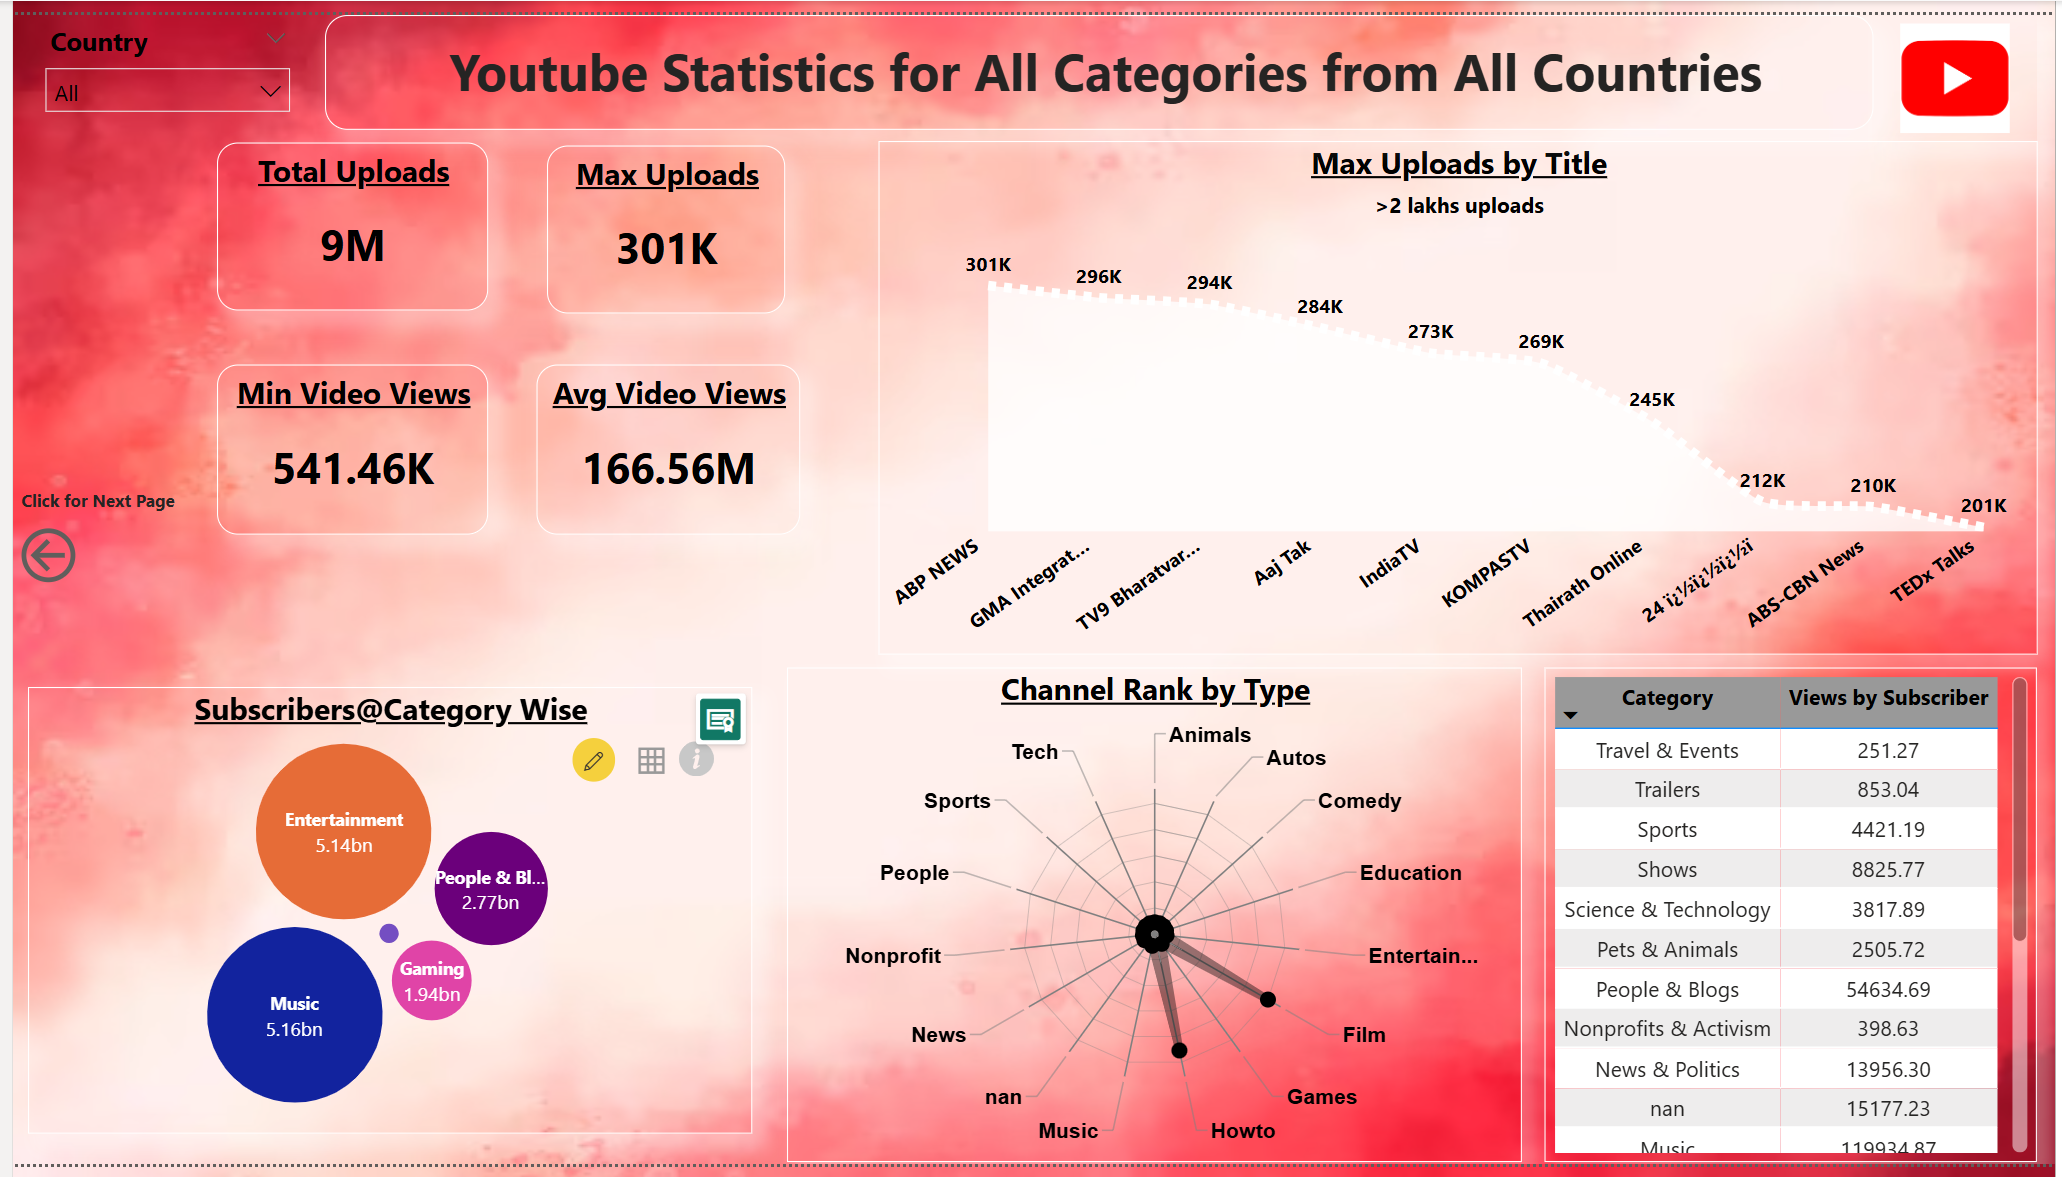 Country
All
Youtube Statistics for All Categories from All Countries
Total Uploads
9M
Max Uploads
301K
Min Video Views
541.46K
Avg Video Views
166.56M
Click for Next Page
Max Uploads by Title
>2 lakhs uploads
301K
296K
294K
284K
273K
269K
245K
212K
210K
201K
ABP NEWS
GMA Integrat...
TV9 Bharatvar...
Aaj Tak
IndiaTV
KOMPASTV
Thairath Online
24 ï¿½ï¿½ï¿½ï
ABS-CBN News
TEDx Talks
Subscribers@Category Wise
Entertainment
5.14bn
People & Bl...
2.77bn
Gaming
1.94bn
Music
5.16bn
Channel Rank by Type
Animals
Autos
Comedy
Education
Entertain...
Film
Games
Howto
Music
nan
News
Nonprofit
People
Sports
Tech
Category Views by Subscriber
Travel & Events 251.27
Trailers 853.04
Sports 4421.19
Shows 8825.77
Science & Technology 3817.89
Pets & Animals 2505.72
People & Blogs 54634.69
Nonprofits & Activism 398.63
News & Politics 13956.30
nan 15177.23
Music 119934.87